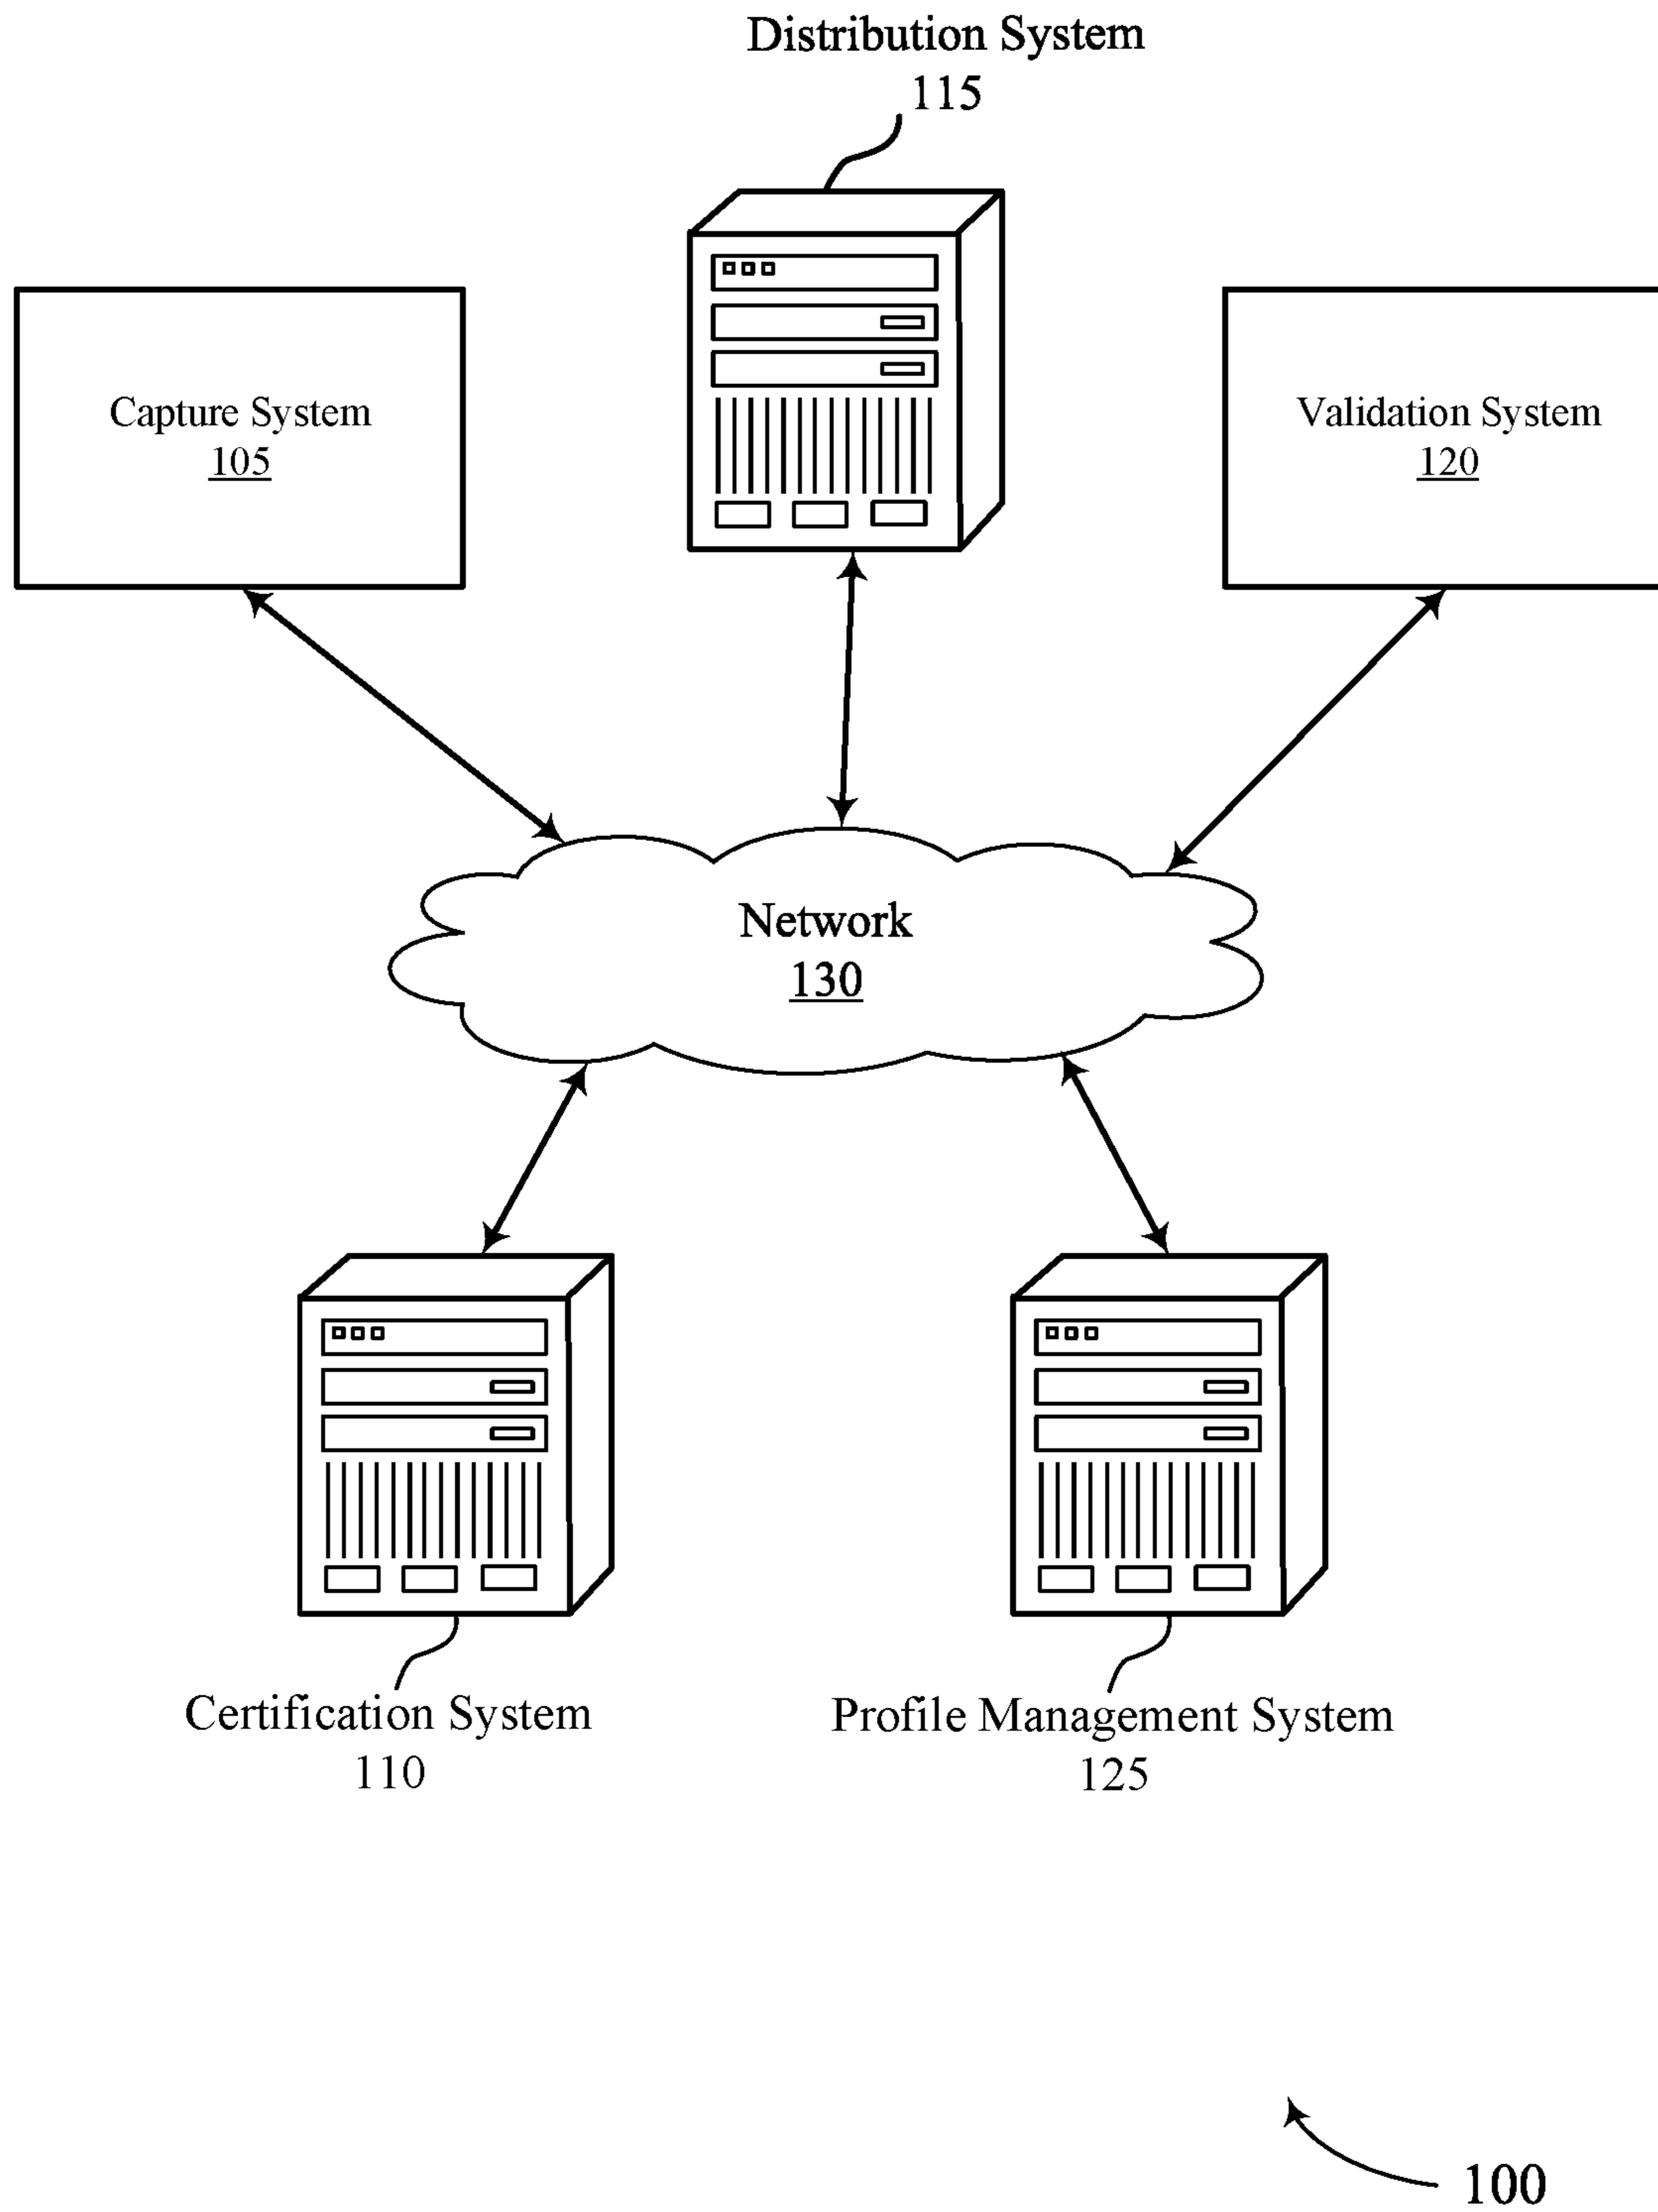 Distribution System
115
Capture System
105
Validation System
120
Network
130
Certification System
110
Profile Management System
125
100